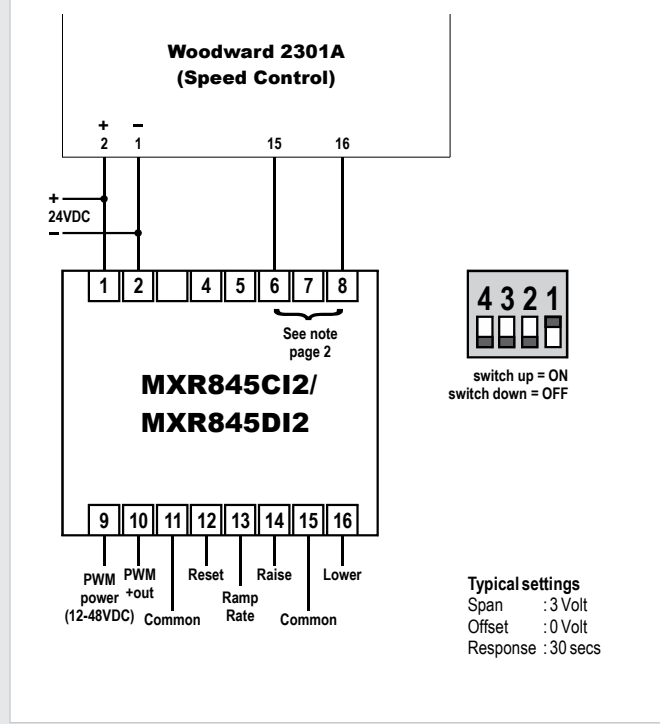 Woodward 2301A
(Speed Control)
+ –
2 1 15 16
+
24VDC
–
1 2 4 5 6 7 8
See note
page 2
4 3 2 1
switch up = ON
switch down = OFF
MXR845CI2/
MXR845DI2
9 10 11 12 13 14 15 16
PWM
power
(12-48VDC)
PWM
+out
Common
Reset
Ramp
Rate
Raise
Common
Lower
Typical settings
Span : 3 Volt
Offset : 0 Volt
Response : 30 secs